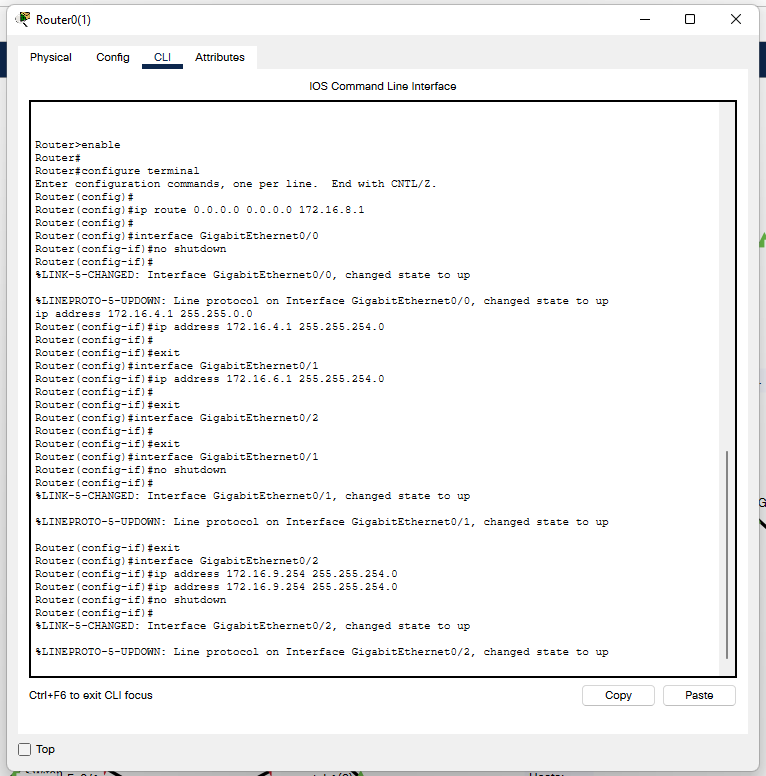 Router0(1)
Physical Config CLI Attributes
IOS Command Line Interface
Router>enable
Router#
Router#configure terminal
Enter configuration commands, one per line.  End with CNTL/Z.
Router(config)#
Router(config)#ip route 0.0.0.0 0.0.0.0 172.16.8.1
Router(config)#
Router(config)#interface GigabitEthernet0/0
Router(config-if)#no shutdown
Router(config-if)#
%LINK-5-CHANGED: Interface GigabitEthernet0/0, changed state to up
%LINEPROTO-5-UPDOWN: Line protocol on Interface GigabitEthernet0/0, changed state to up
ip address 172.16.4.1 255.255.0.0
Router(config-if)#ip address 172.16.4.1 255.255.254.0
Router(config-if)#
Router(config-if)#exit
Router(config)#interface GigabitEthernet0/1
Router(config-if)#ip address 172.16.6.1 255.255.254.0
Router(config-if)#
Router(config-if)#exit
Router(config)#interface GigabitEthernet0/2
Router(config-if)#
Router(config-if)#exit
Router(config)#interface GigabitEthernet0/1
Router(config-if)#no shutdown
Router(config-if)#
%LINK-5-CHANGED: Interface GigabitEthernet0/1, changed state to up
%LINEPROTO-5-UPDOWN: Line protocol on Interface GigabitEthernet0/1, changed state to up
Router(config-if)#exit
Router(config)#interface GigabitEthernet0/2
Router(config-if)#ip address 172.16.9.254 255.255.254.0
Router(config-if)#ip address 172.16.9.254 255.255.254.0
Router(config-if)#no shutdown
Router(config-if)#
%LINK-5-CHANGED: Interface GigabitEthernet0/2, changed state to up
%LINEPROTO-5-UPDOWN: Line protocol on Interface GigabitEthernet0/2, changed state to up
Ctrl+F6 to exit CLI focus
Copy Paste
Top